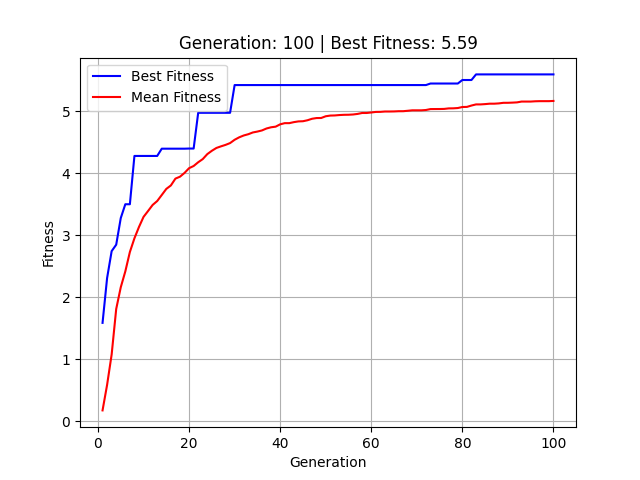 Generation: 100 | Best Fitness: 5.59
Best Fitness
Mean Fitness
5
4
3
2
1
0
Fitness
0 20 40 60 80 100
Generation